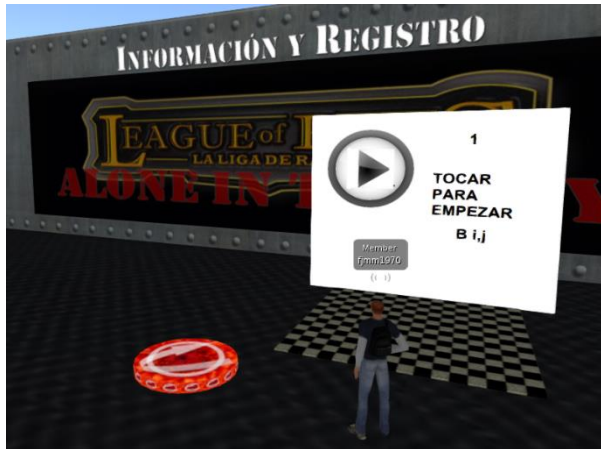 INFORMACIÓN Y REGISTRO
LEAGUE of
LA LIGA DE
ALONE IN
1
TOCAR
PARA
EMPEZAR
B i,j
Member
fjmm1970